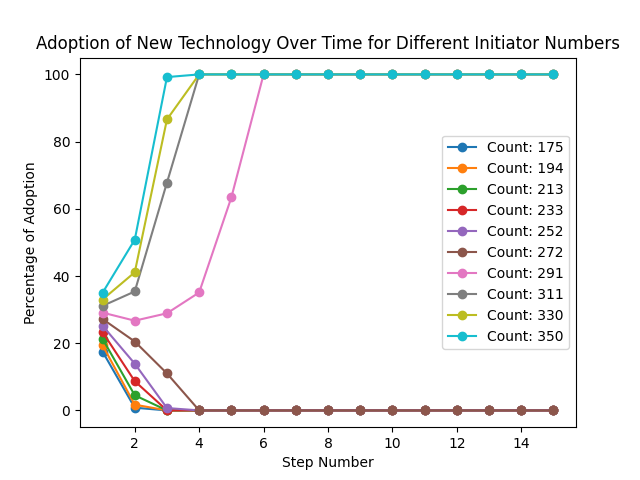 Adoption of New Technology Over Time for Different Initiator Numbers
100
80
60
40
20
0
Percentage of Adoption
Count: 175
Count: 194
Count: 213
Count: 233
Count: 252
Count: 272
Count: 291
Count: 311
Count: 330
Count: 350
2 4 6 8 10 12 14
Step Number